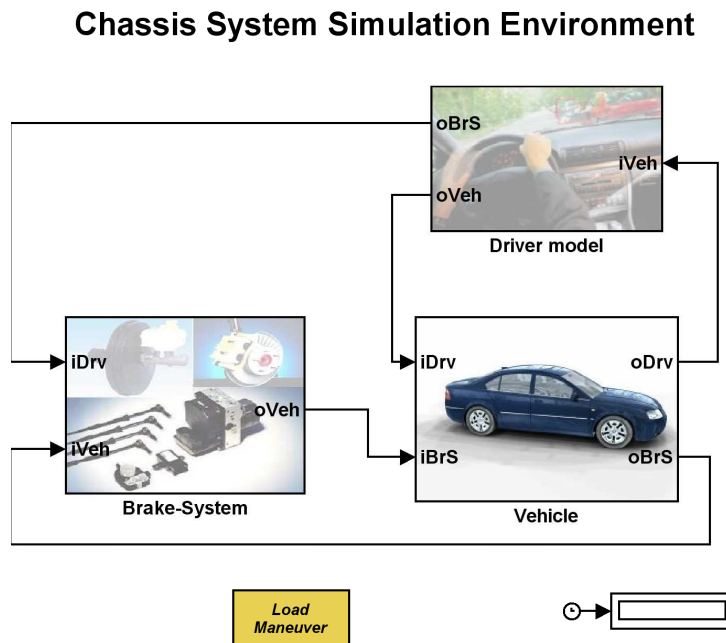 Chassis System Simulation Environment
oBrS
iVeh
oVeh
Driver model
iDrv
oVeh
iVeh
Brake-System
iDrv
oDrv
iBrS
oBrS
Vehicle
Load
Maneuver